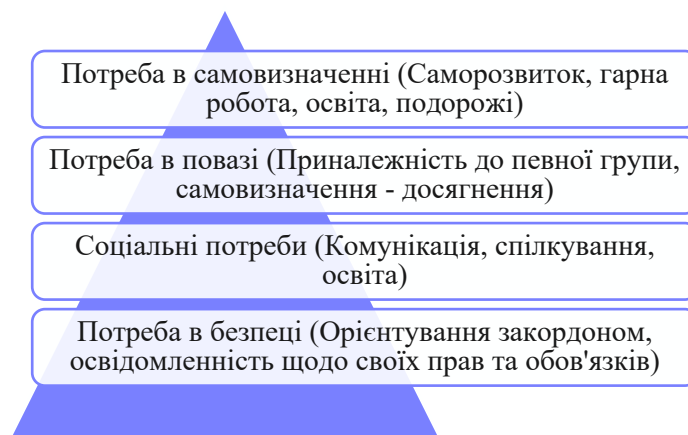 Потреба в самовизначенні (Саморозвиток, гарна
робота, освіта, подорожі)
Потреба в повазі (Приналежність до певної групи,
самовизначення - досягнення)
Соціальні потреби (Комунікація, спілкування,
освіта)
Потреба в безпеці (Орієнтування закордоном,
освідомленність щодо своїх прав та обов'язків)